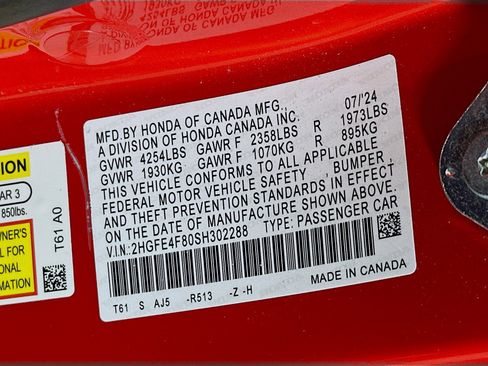 MFD.BY HONDA OF CANADA MFG., 07/'24
A DIVISION OF HONDA CANADA INC.
GVWR 4254LBS GAWR F 2358LBS R 1973LBS
GVWR 1930KG GAWR F 1070KG R 895KG
THIS VEHICLE CONFORMS TO ALL APPLICABLE
FEDERAL MOTOR VEHICLE SAFETY , BUMPER ,
AND THEFT PREVENTION STANDARDS IN EFFECT
ON THE DATE OF MANUFACTURE SHOWN ABOVE.
V.I.N: 2HGFE4F80SH302288 TYPE: PASSENGER CAR
MADE IN CANADA
T61 S AJ5 -R513 -Z -H
AR 3
850lbs.
T61 A0